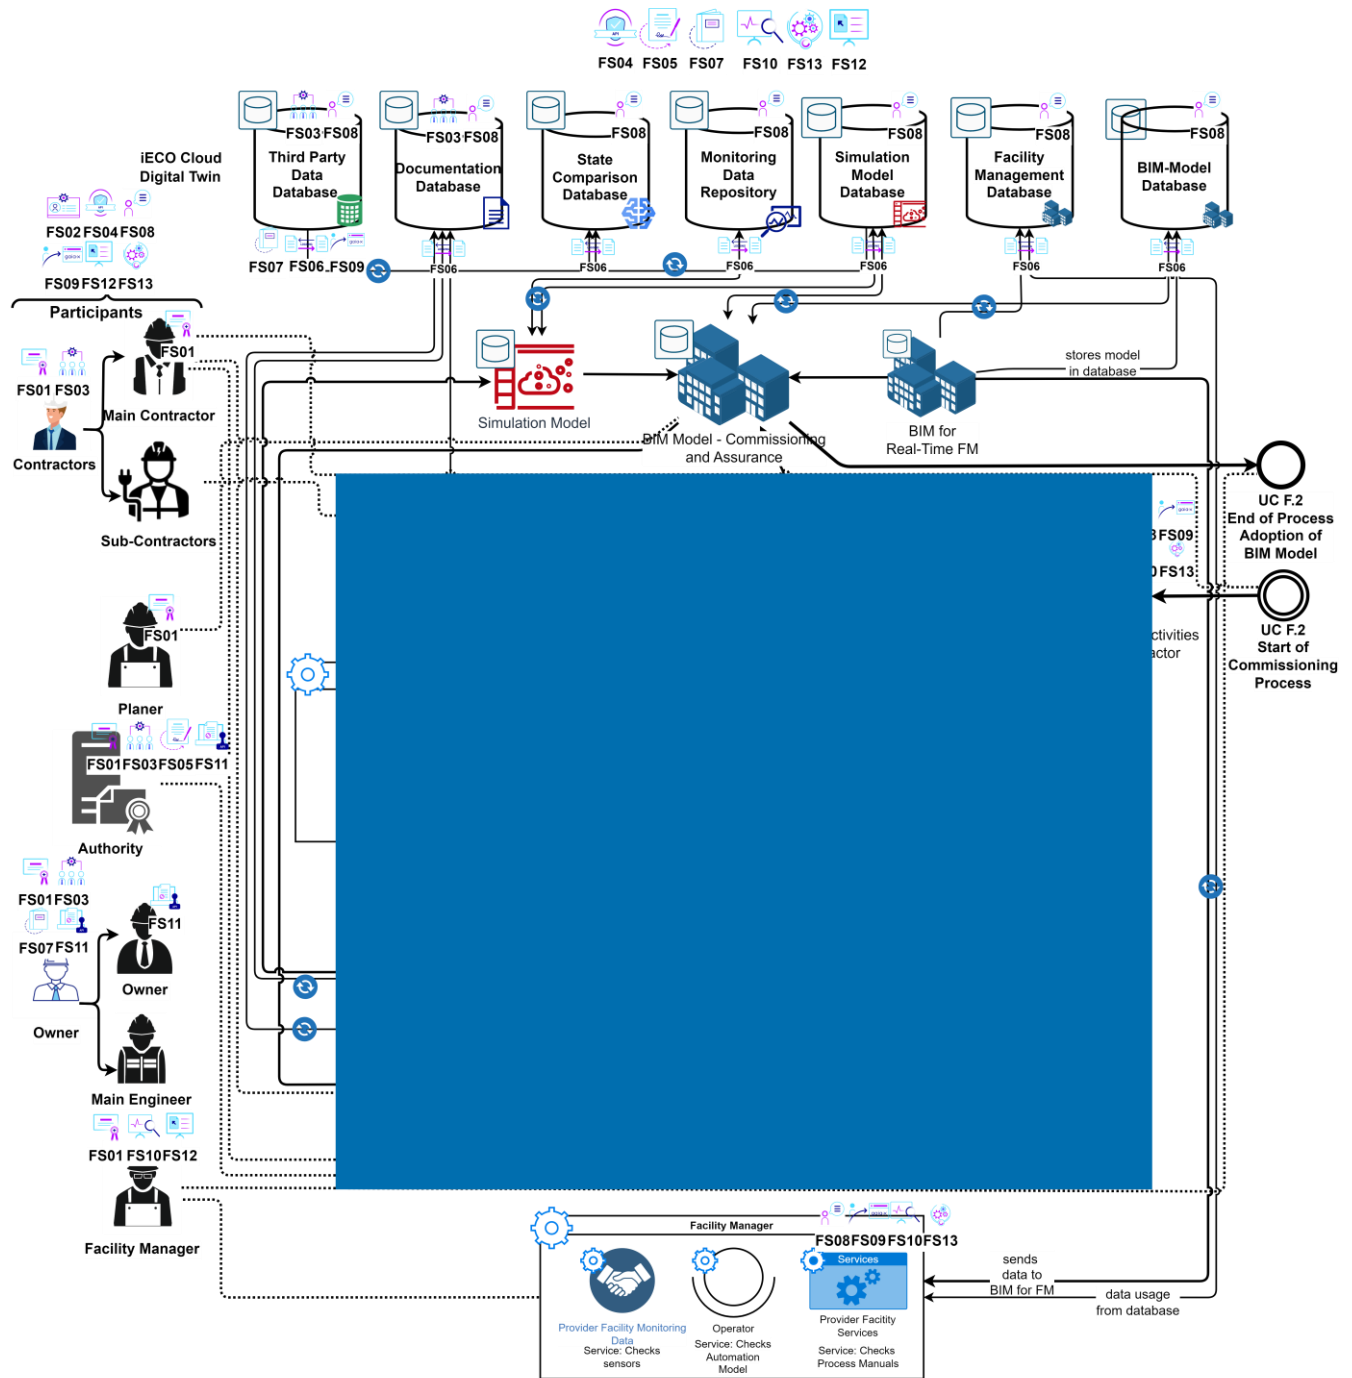 FS04 FS05 FS07 FS10 FS13 FS12
iECO Cloud
Digital Twin
FS02 FS04 FS08
FS09 FS12 FS13
Participants
FS03 FS08
Third Party
Data
Database
FS07 FS06 FS09
FS03 FS08
Documentation
Database
FS06
FS08
State
Comparison
Database
FS06
FS08
Monitoring
Data
Repository
FS06
FS08
Simulation
Model
Database
FS06
FS08
Facility
Management
Database
FS06
FS08
BIM-Model
Database
FS06
FS01
Main Contractor
FS01 FS03
Contractors
Sub-Contractors
Simulation Model
BIM Model - Commissioning
and Assurance
BIM for
Real-Time FM
stores model
in database
UC F.2
End of Process
Adoption of
BIM Model
FS09
FS13
UC F.2
Start of
Commissioning
Process
ctivities
actor
FS01
Planer
FS01 FS03 FS05 FS11
Authority
FS01 FS03
FS07 FS11
Owner
FS11
Owner
Main Engineer
FS01 FS10 FS12
Facility Manager
Facility Manager
FS08 FS09 FS10 FS13
Provider Facility Monitoring
Data
Service: Checks
sensors
Operator
Service: Checks
Automation
Model
Services
Provider Facitity
Services
Service: Checks
Process Manuals
sends
data to
BIM for FM
data usage
from database